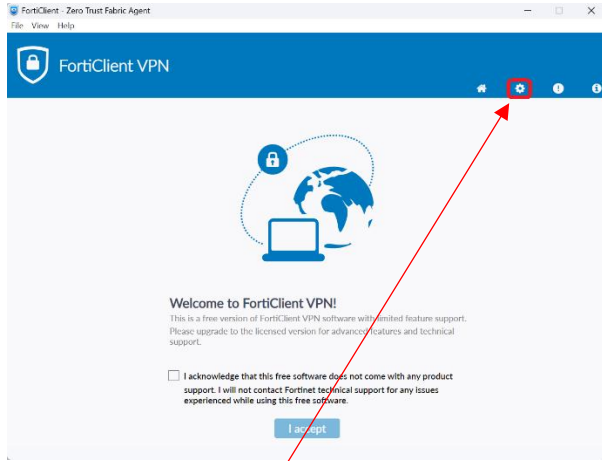 FortiClient - Zero Trust Fabric Agent
File View Help
FortiClient VPN
Welcome to FortiClient VPN!
This is a free version of FortiClient VPN software with limited feature support.
Please upgrade to the licensed version for advanced features and technical
support.
I acknowledge that this free software does not come with any product
support. I will not contact Fortinet technical support for any issues
experienced while using this free software.
I accept